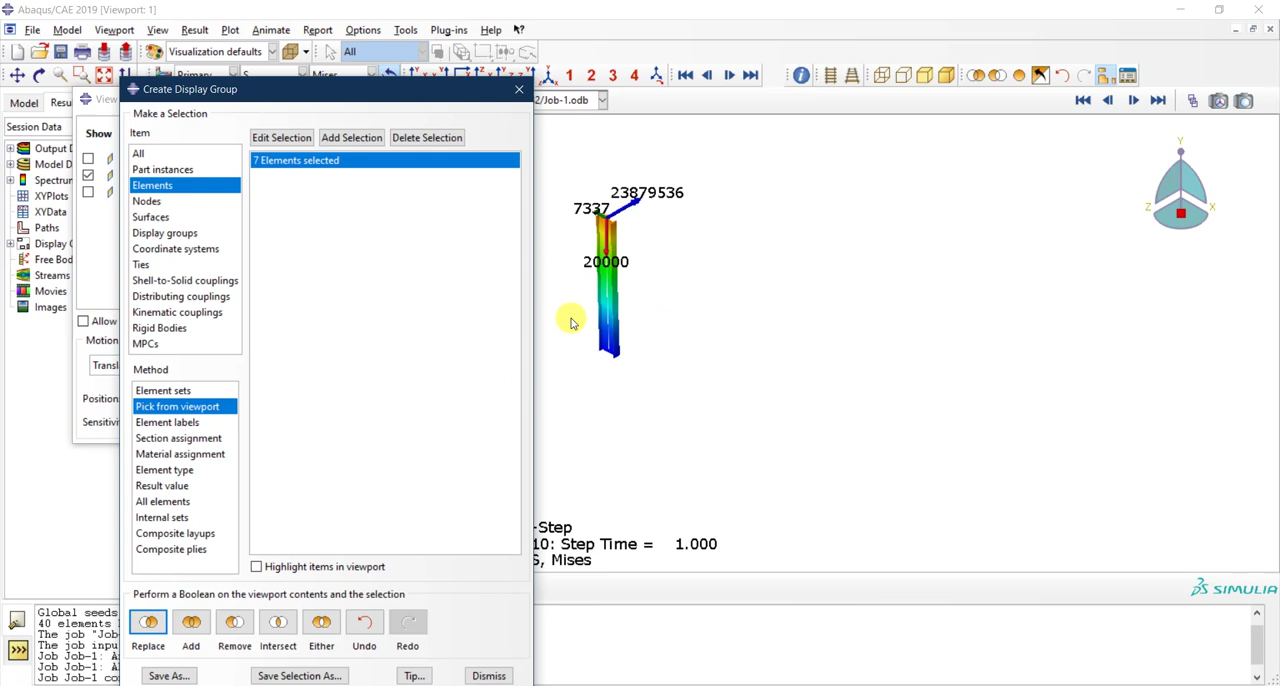 Abaqus/CAE 2019 [Viewport: 1]
File Model Viewport View Result Plot Animate Report Options Tools Plug-ins Help
Visualization defaults All
Primary S Mises 1 2 3 4
Create Display Group
Model Resu View 2/Job-1.odb
Session Data
Output D
Model D
Spectru
XYPlots
XYData
Paths
Display G
Free Bod
Streams
Movies
Images
Show
Allow
Motion
Transl
Position
Sensitivi
Make a Selection
Item
All
Part instances
Elements
Nodes
Surfaces
Display groups
Coordinate systems
Ties
Shell-to-Solid couplings
Distributing couplings
Kinematic couplings
Rigid Bodies
MPCs
Method
Element sets
Pick from viewport
Element labels
Section assignment
Material assignment
Element type
Result value
All elements
Internal sets
Composite layups
Composite plies
Edit Selection Add Selection Delete Selection
7 Elements selected
Highlight items in viewport
Perform a Boolean on the viewport contents and the selection
Replace Add Remove Intersect Either Undo Redo
Save As... Save Selection As... Tip... Dismiss
23879536
7337
20000
Y
Z X
-Step
10: Step Time = 1.000
S, Mises
SIMULIA
Global seeds
40 elements
The job "Job
The job inpu
Job Job-1: A
Job Job-1: A
Job Job-1 co